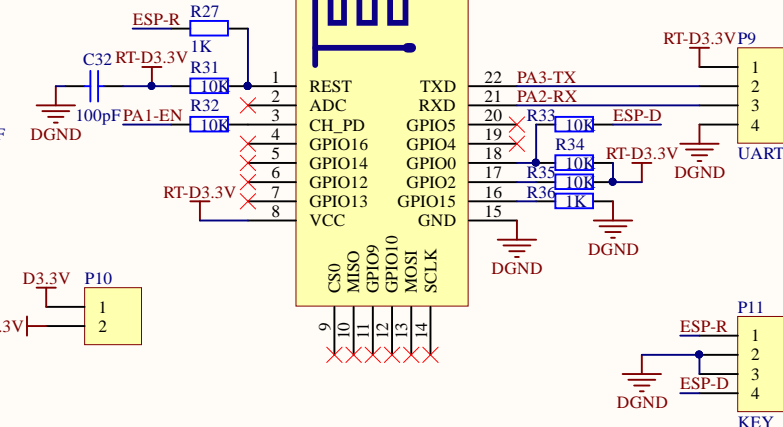 ESP-R
R27
1K
C32
RT-D3.3V
R31
10K
100pF
DGND
PA1-EN
R32
10K
F
1
REST
2
ADC
3
CH_PD
4
GPIO16
5
GPIO14
6
GPIO12
7
GPIO13
8
VCC
RT-D3.3V
TXD
22
PA3-TX
RXD
21
PA2-RX
GPIO5
20
GPIO4
19
GPIO0
18
GPIO2
17
GPIO15
16
GND
15
R33
10K
ESP-D
R34
10K
RT-D3.3V
R35
10K
R36
1K
DGND
DGND
CS0
MISO
GPIO9
GPIO10
MOSI
SCLK
9
10
11
12
13
14
RT-D3.3V
P9
1
2
3
4
DGND
UART
D3.3V
P10
1
2
.3V
P11
ESP-R
1
2
3
ESP-D
4
DGND
KEY